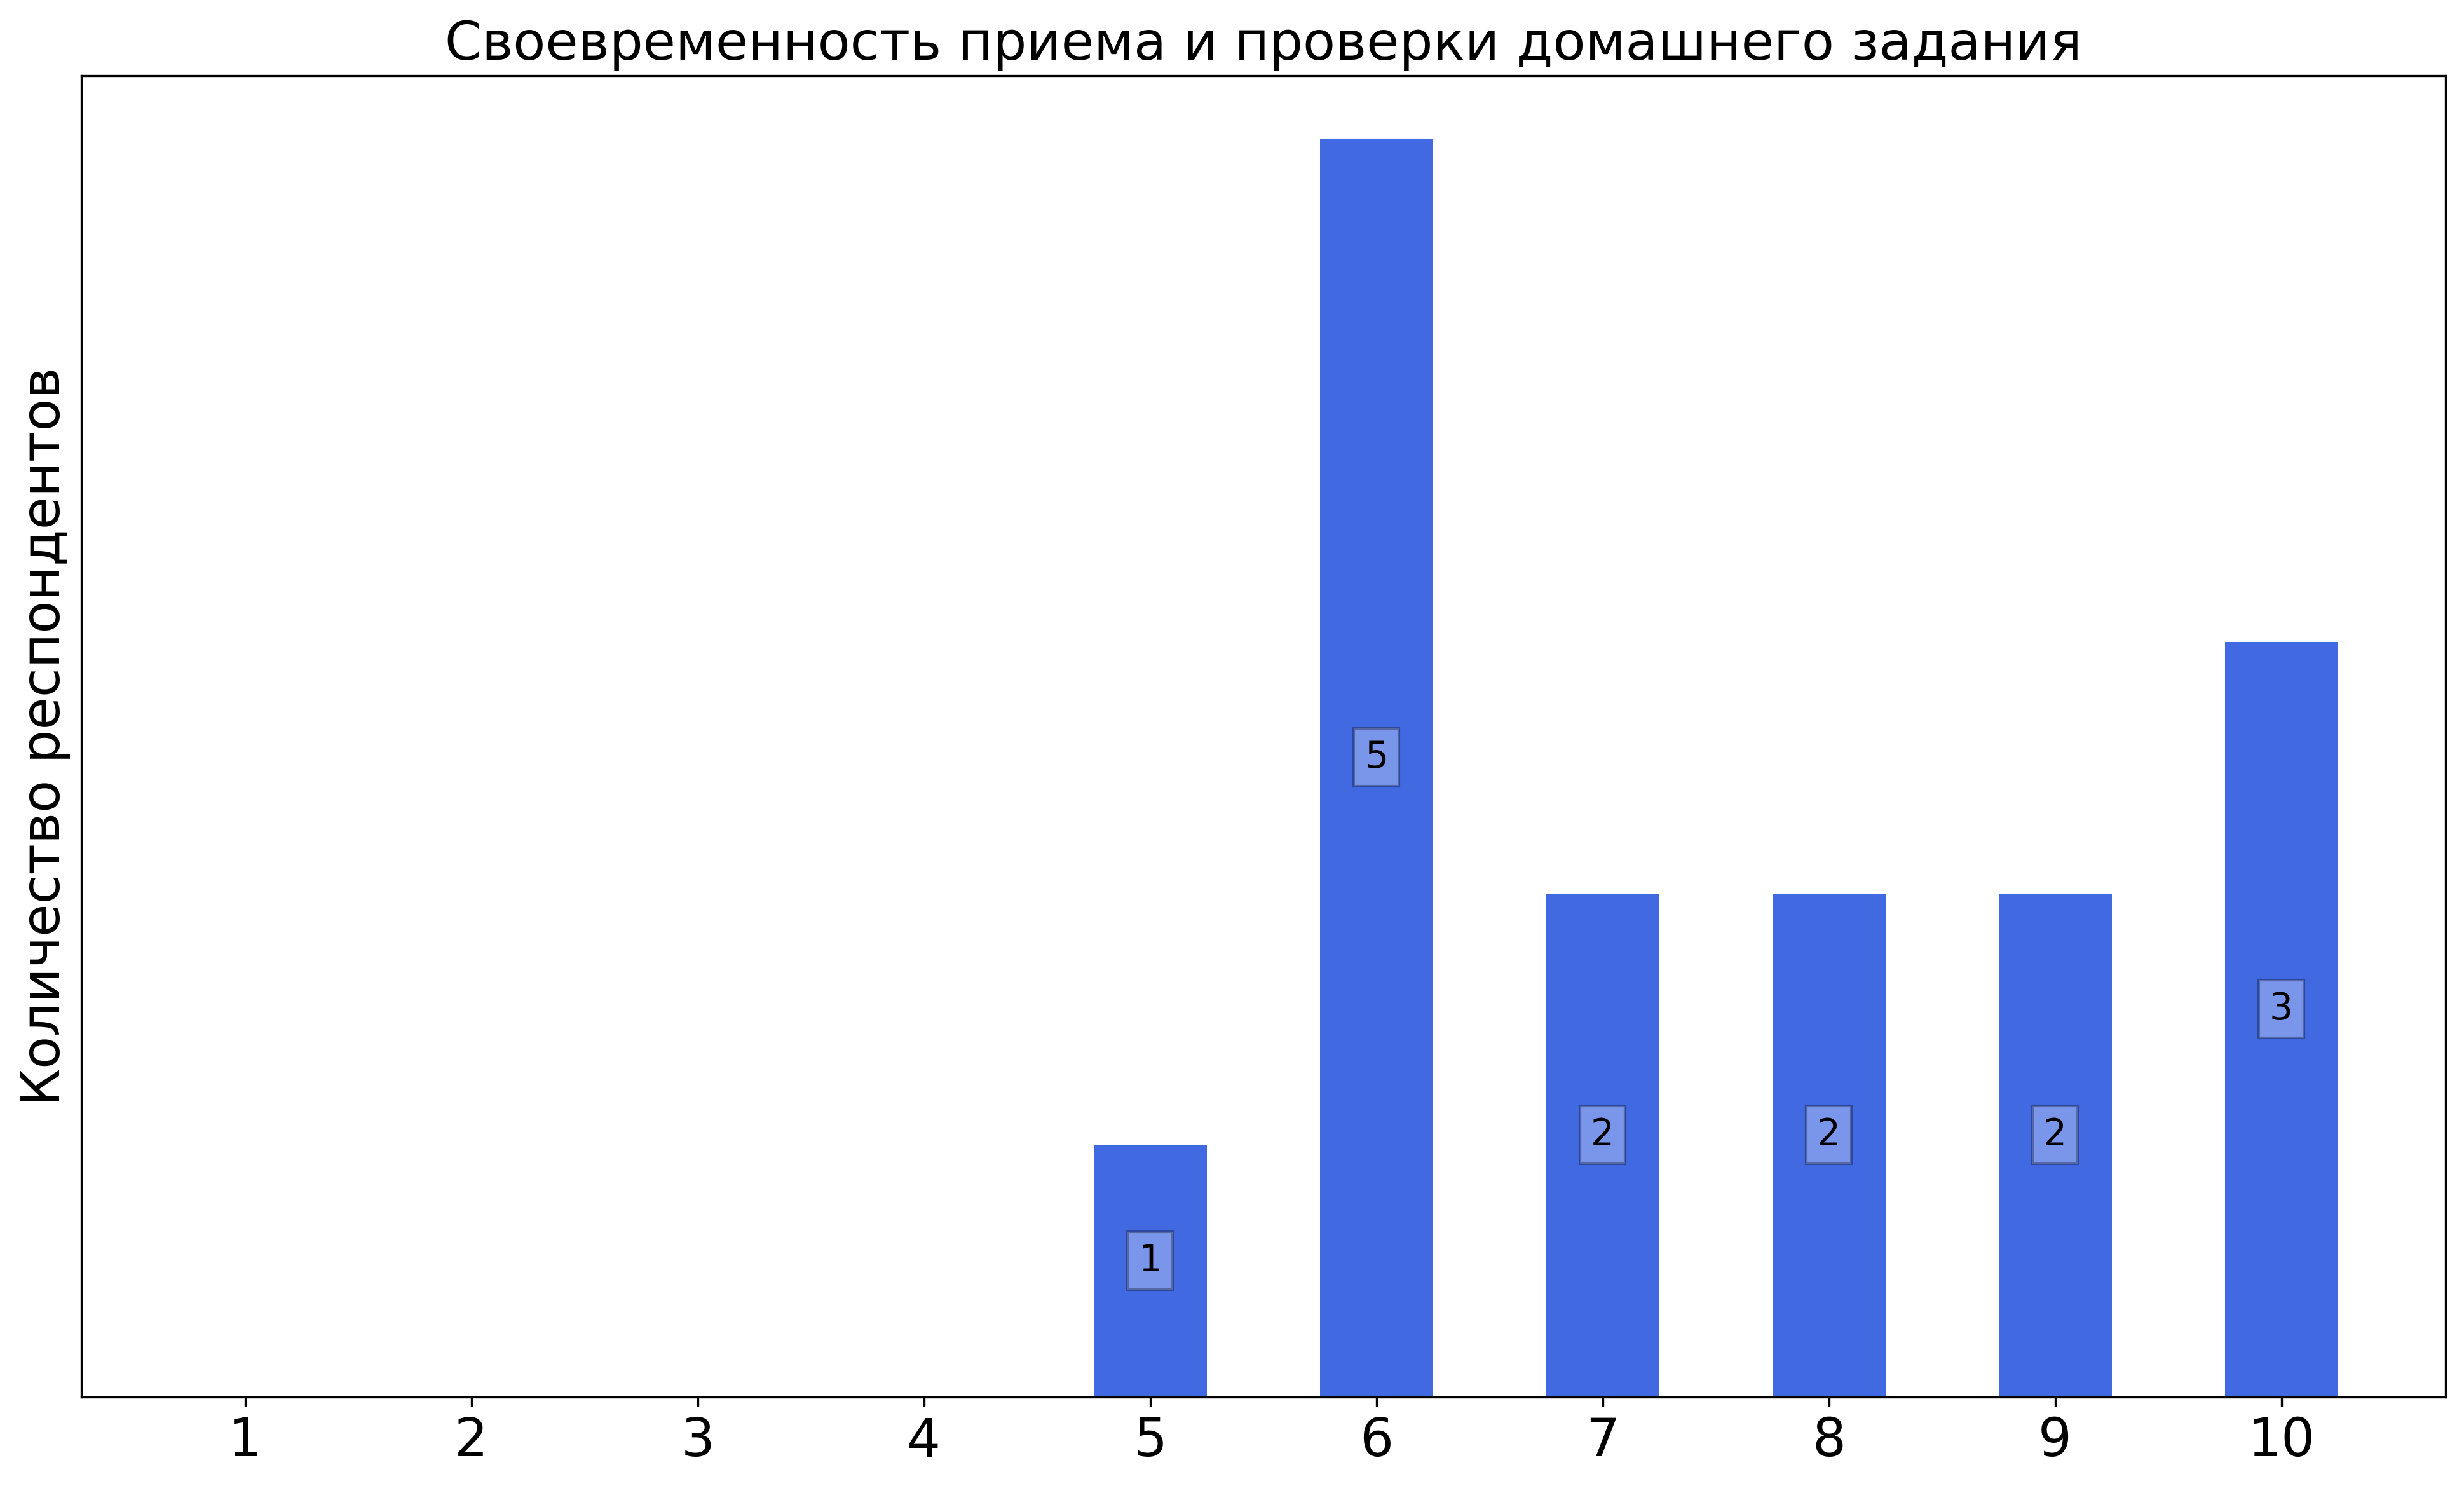 Своевременность приема и проверки домашнего задания
Количество респондентов
5
3
2 2 2
1
1 2 3 4 5 6 7 8 9 10